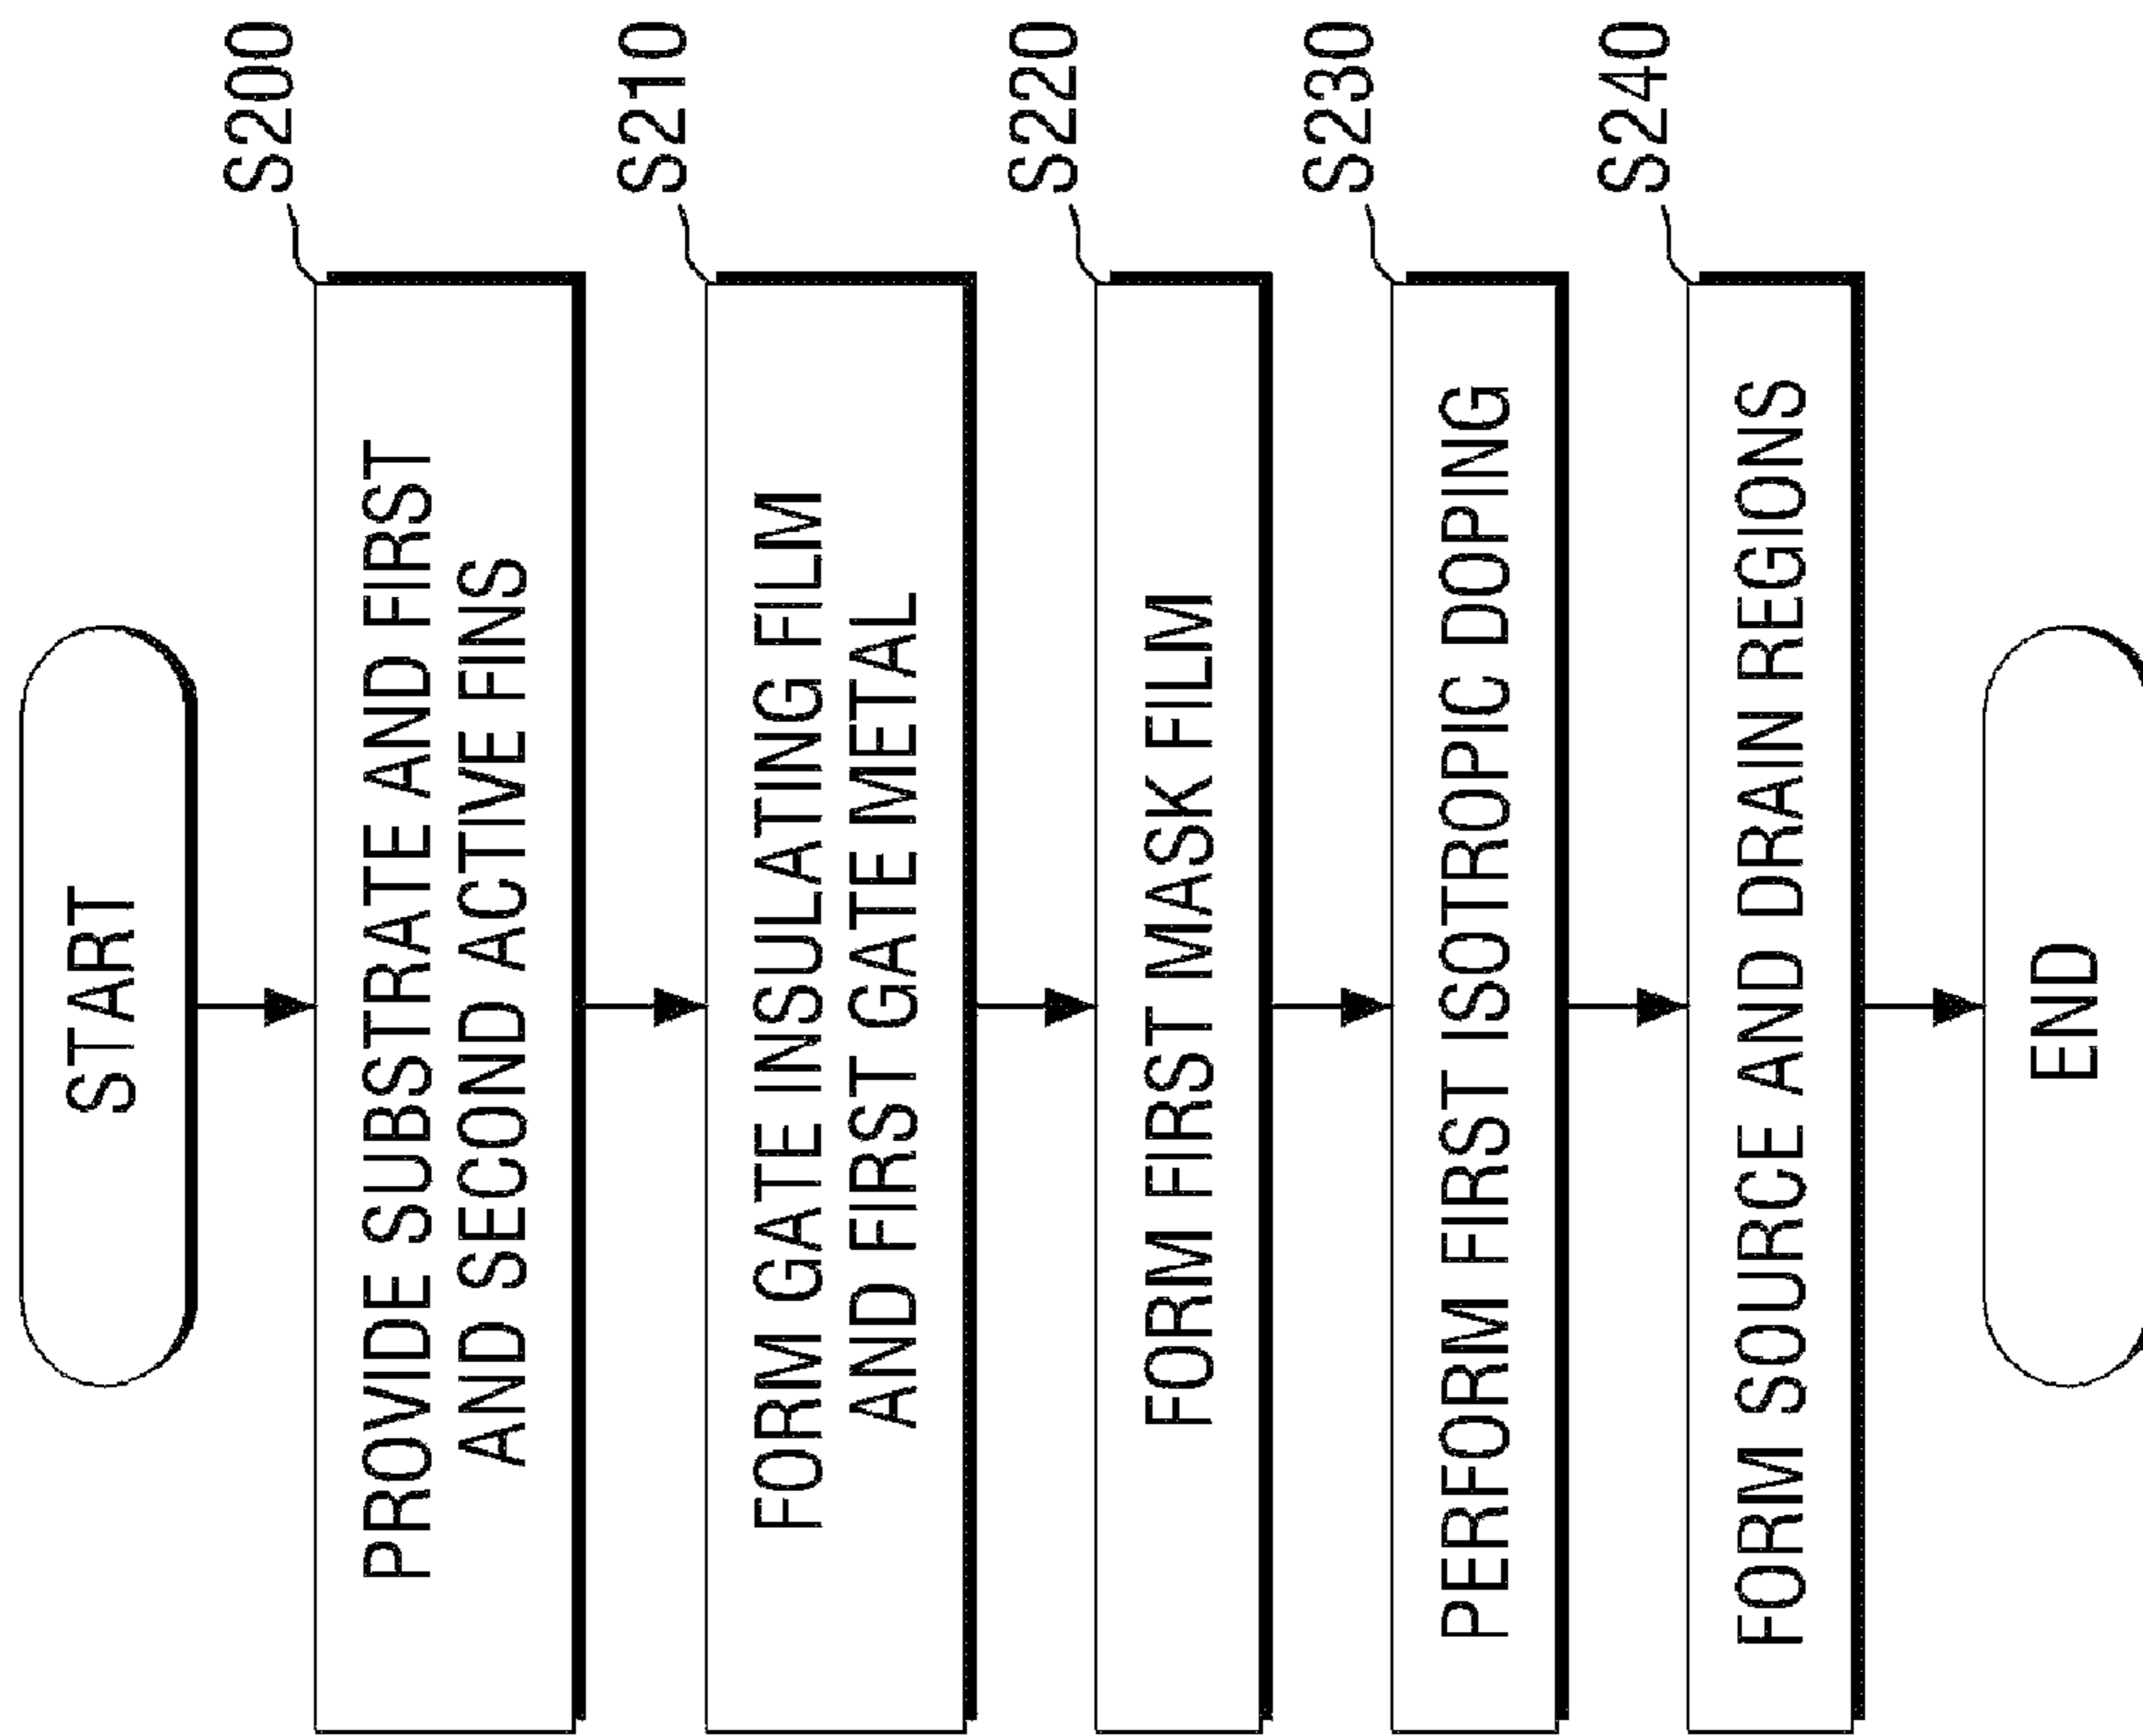 START
S200
PROVIDE SUBSTRATE AND FIRST
AND SECOND ACTIVE FINS
S210
FORM GATE INSULATING FILM
AND FIRST GATE METAL
S220
FORM FIRST MASK FILM
S230
PERFORM FIRST ISOTROPIC DOPING
S240
FORM SOURCE AND DRAIN REGIONS
END